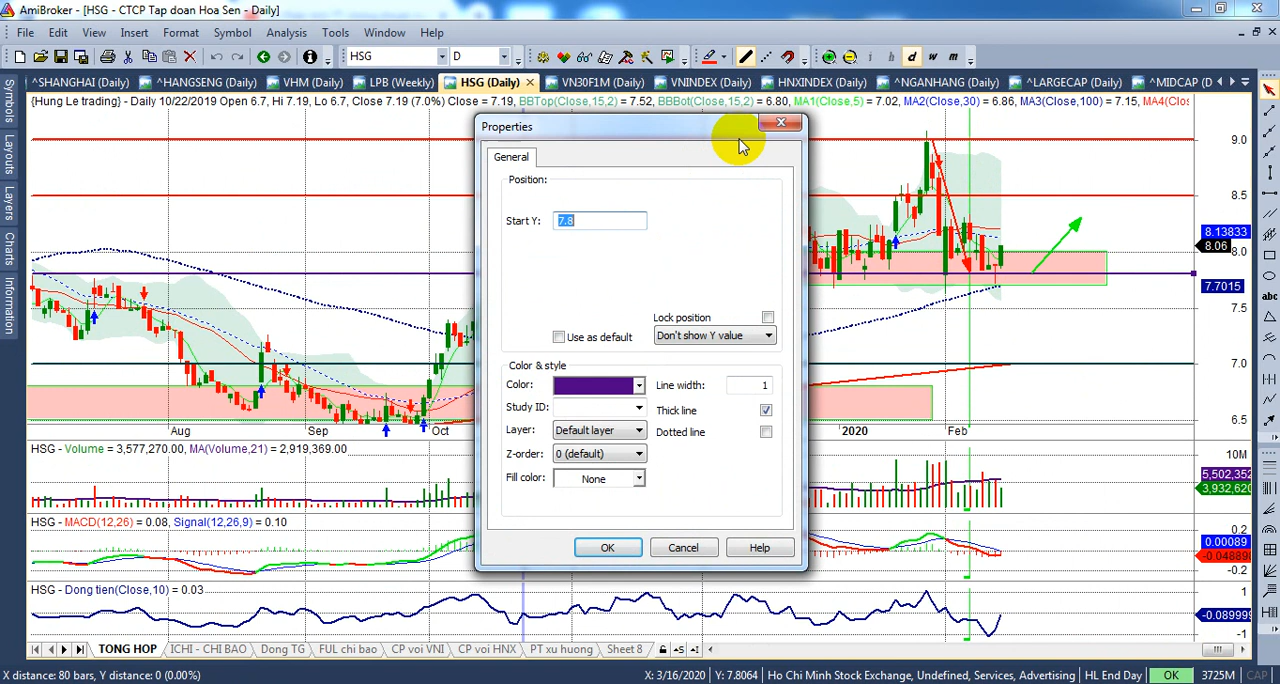 AmiBroker - [HSG - CTCP Tap doan Hoa Sen - Daily]
File Edit View Insert Format Symbol Analysis Tools Window Help
HSG D i h d w m
^SHANGHAI (Daily) ^HANGSENG (Daily) VHM (Daily) LPB (Weekly) HSG (Daily) VN30F1M (Daily) VNINDEX (Daily) HNXINDEX (Daily) ^NGANHANG (Daily) ^LARGECAP (Daily) ^MIDCAP (D
{Hung Le trading} - Daily 10/22/2019 Open 6.7, Hi 7.19, Lo 6.7, Close 7.19 (7.0%) Close = 7.19, BBTop(Close,15,2) = 7.52, BBBot(Close,15,2) = 6.80, MA1(Close,5) = 7.02, MA2(Close,30) = 6.86, MA3(Close,100) = 7.15, MA4(Clos
Symbols
Layouts
Layers
Charts
Information
Properties
General
Position:
Start Y: 7.8
Lock position
Use as default Don't show Y value
Color & style
Color: Line width: 1
Study ID: Thick line
Layer: Default layer Dotted line
Z-order: 0 (default)
Fill color: None
OK Cancel Help
9.0
8.5
8.13833
8.06
8.0
7.7015
7.5
7.0
6.5
abc
Aug Sep Oct 2020 Feb
HSG - Volume = 3,577,270.00, MA(Volume,21) = 2,919,369.00
10M
5,502,352
3,932,620
HSG - MACD(12,26) = 0.08, Signal(12,26,9) = 0.10
0.2
0.00089
-0.04889
-0.2
HSG - Dong tien(Close,10) = 0.03
1
-0.089999
-1
TONG HOP ICHI - CHI BAO Dong TG FUL chi bao CP voi VNI CP voi HNX PT xu huong Sheet 8
X distance: 80 bars, Y distance: 0 (0.00%) X: 3/16/2020 Y: 7.8064 Ho Chi Minh Stock Exchange, Undefined, Services, Advertising HL End Day OK 3725M CAP